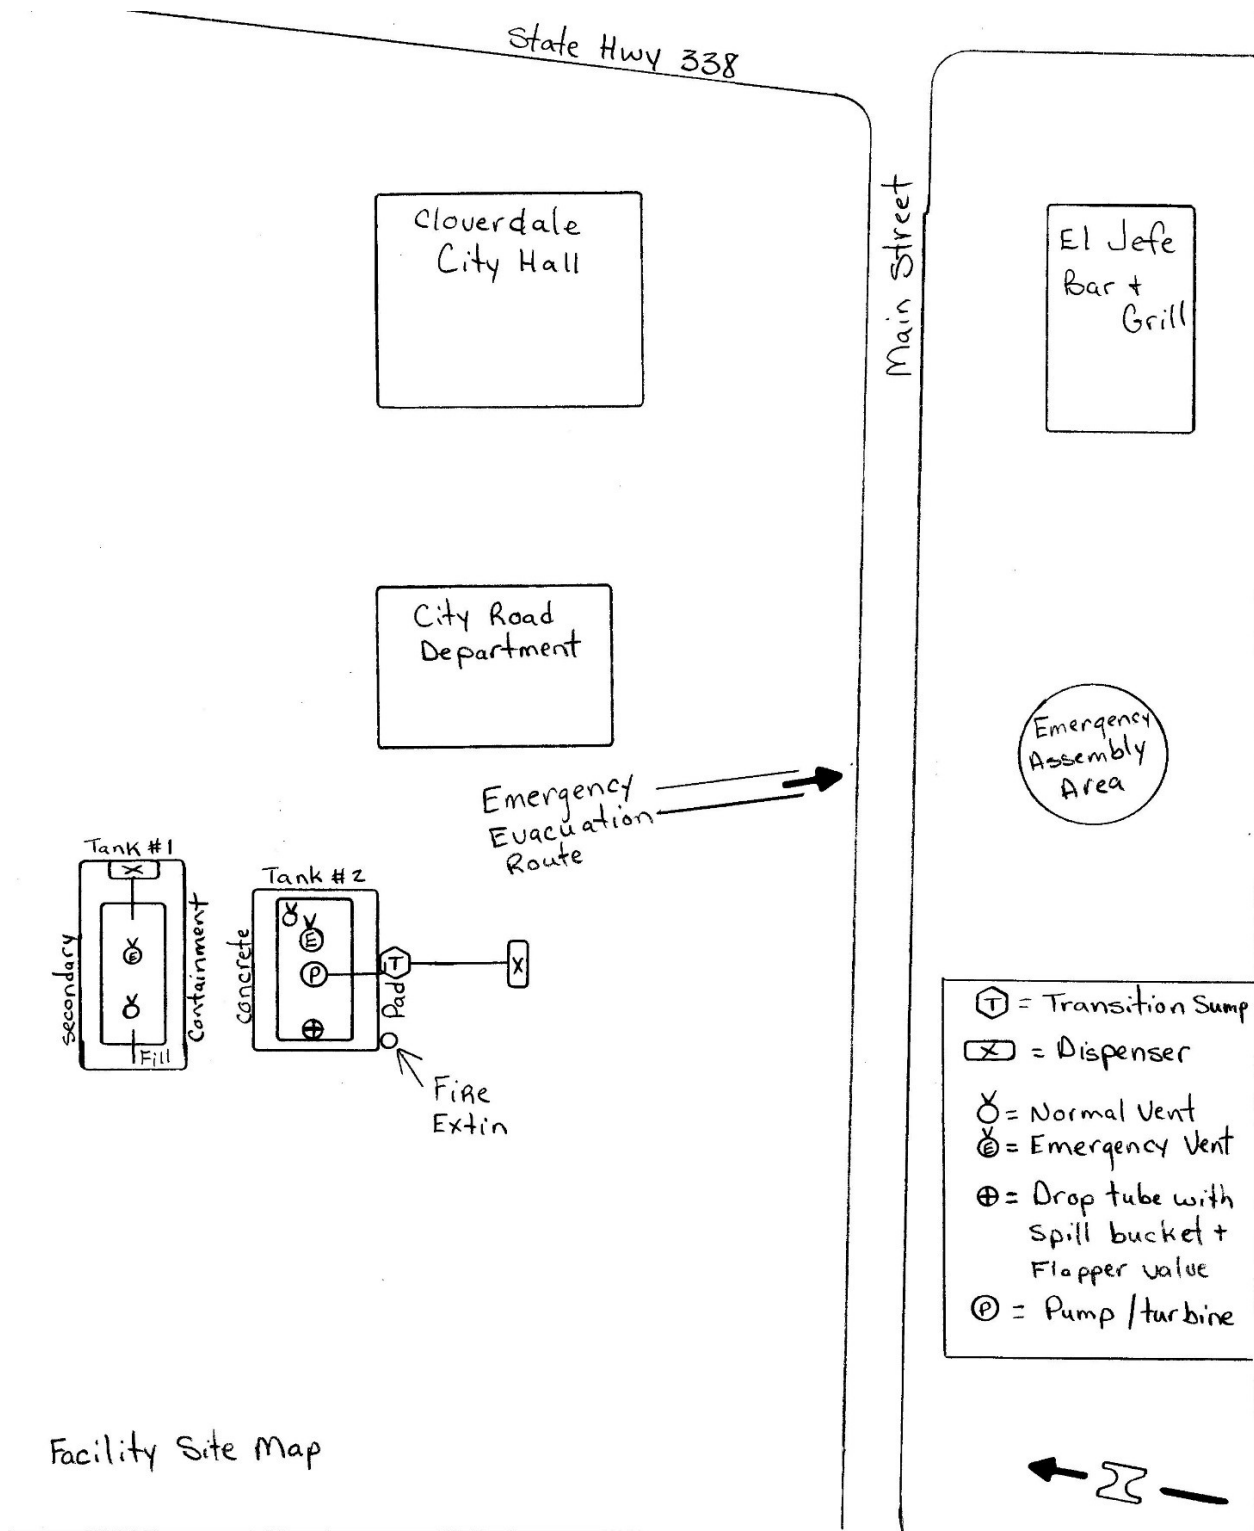 State Hwy 338
Cloverdale
City Hall
Main Street
El Jefe
Bar +
Grill
City Road
Department
Emergency
Assembly
Area
Emergency
Evacuation
Route
Tank #1
X
secondary
Containment
E
Fill
Tank #2
concrete
Pad
E
P
T
X
Fire
Extin
T = Transition Sump
X = Dispenser
= Normal Vent
E = Emergency Vent
= Drop tube with
Spill bucket +
Flapper value
P = Pump / turbine
Facility Site Map
N